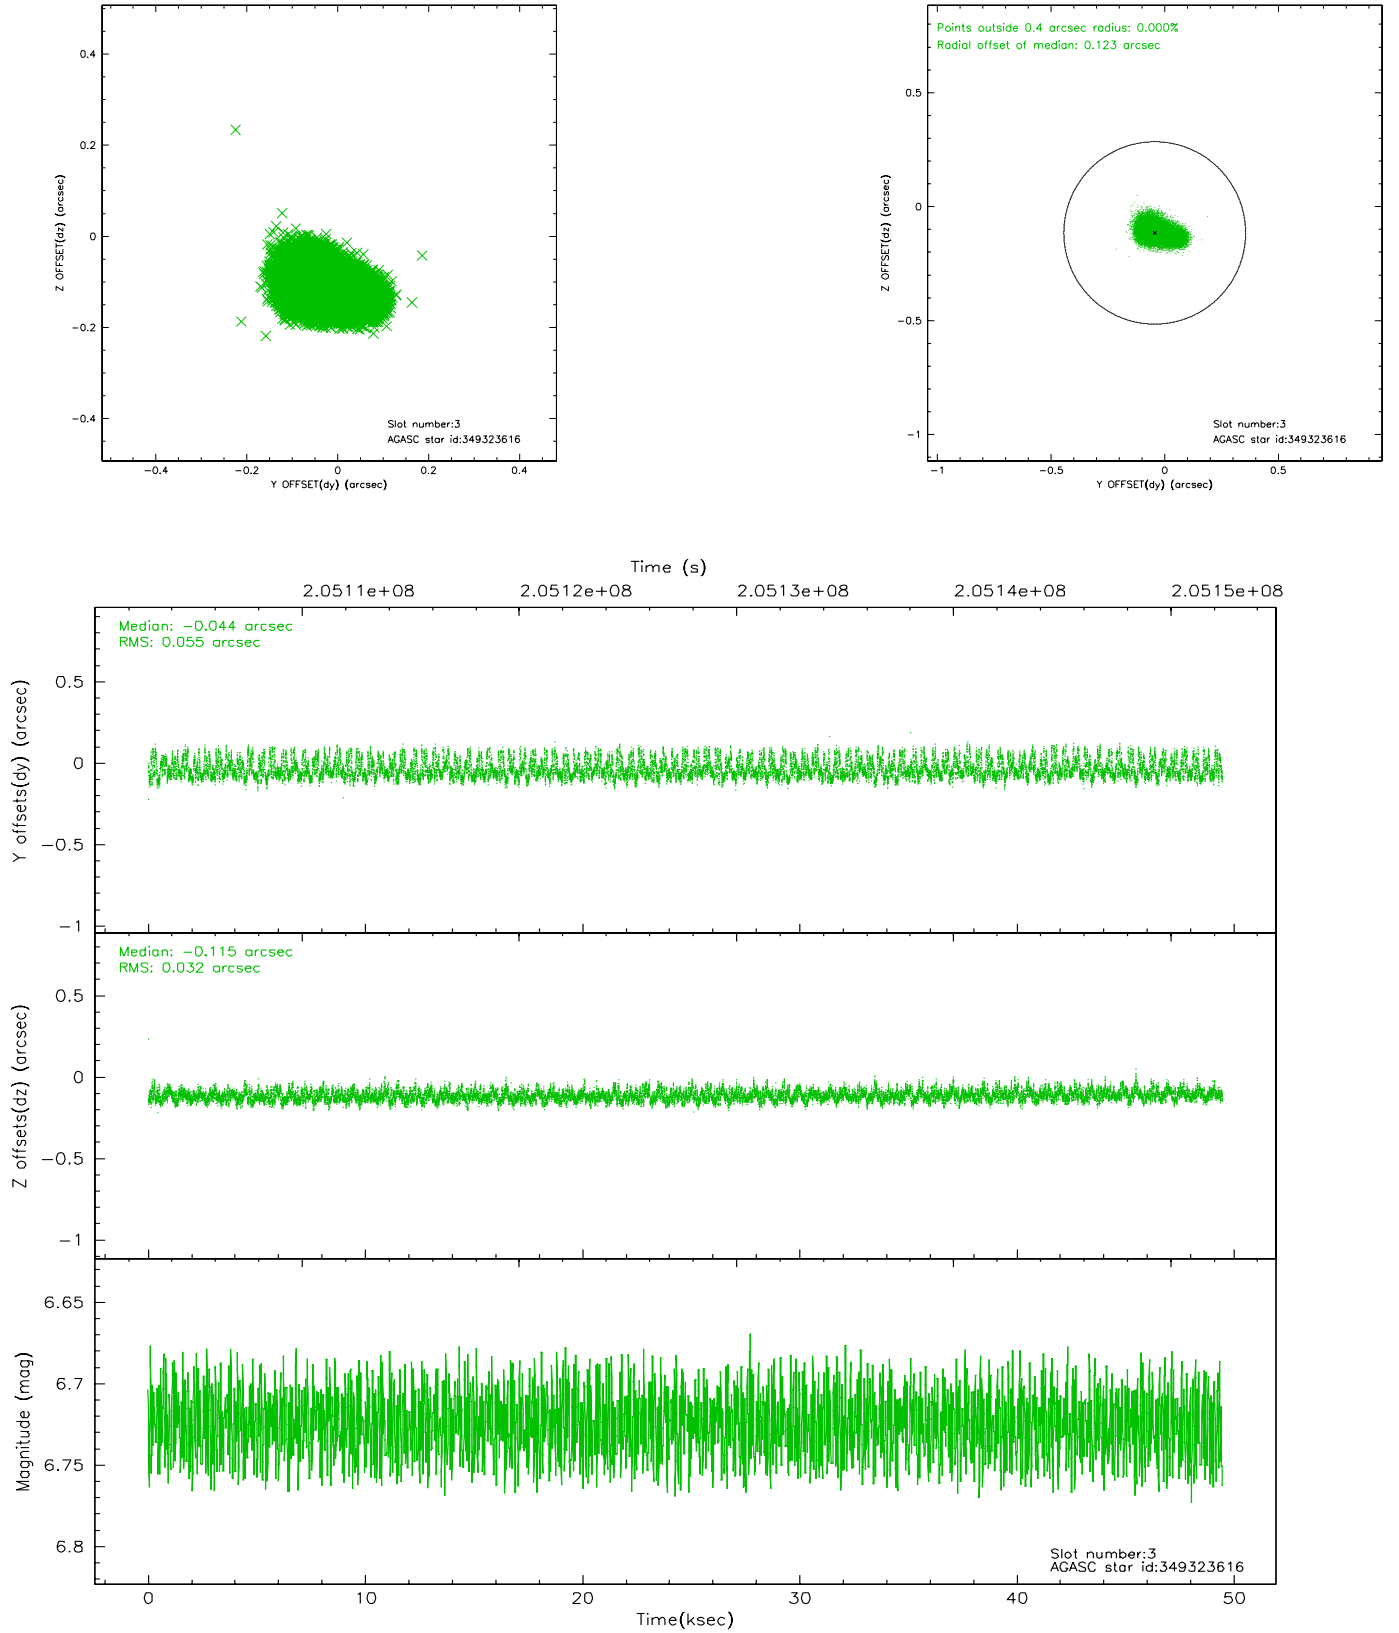 0.4
0.2
0
−0.2
−0.4
Z OFFSET(dz) (arcsec)
−0.4
−0.2
0
0.2
0.4
Y OFFSET(dy) (arcsec)
Slot number:3
AGASC star id:349323616
Points outside 0.4 arcsec radius: 0.000%
Radial offset of median: 0.123 arcsec
0.5
0
−0.5
−1
Z OFFSET(dz) (arcsec)
−1
−0.5
0
0.5
Y OFFSET(dy) (arcsec)
Slot number:3
AGASC star id:349323616
Time (s)
2.0511e+08
2.0512e+08
2.0513e+08
2.0514e+08
2.0515e+08
Median: −0.044 arcsec
RMS: 0.055 arcsec
0.5
0
−0.5
−1
Y offsets(dy) (arcsec)
Median: −0.115 arcsec
RMS: 0.032 arcsec
0.5
0
−0.5
−1
Z offsets(dz) (arcsec)
6.65
6.7
6.75
6.8
Magnitude (mag)
Slot number:3
AGASC star id:349323616
0
10
20
30
40
50
Time(ksec)